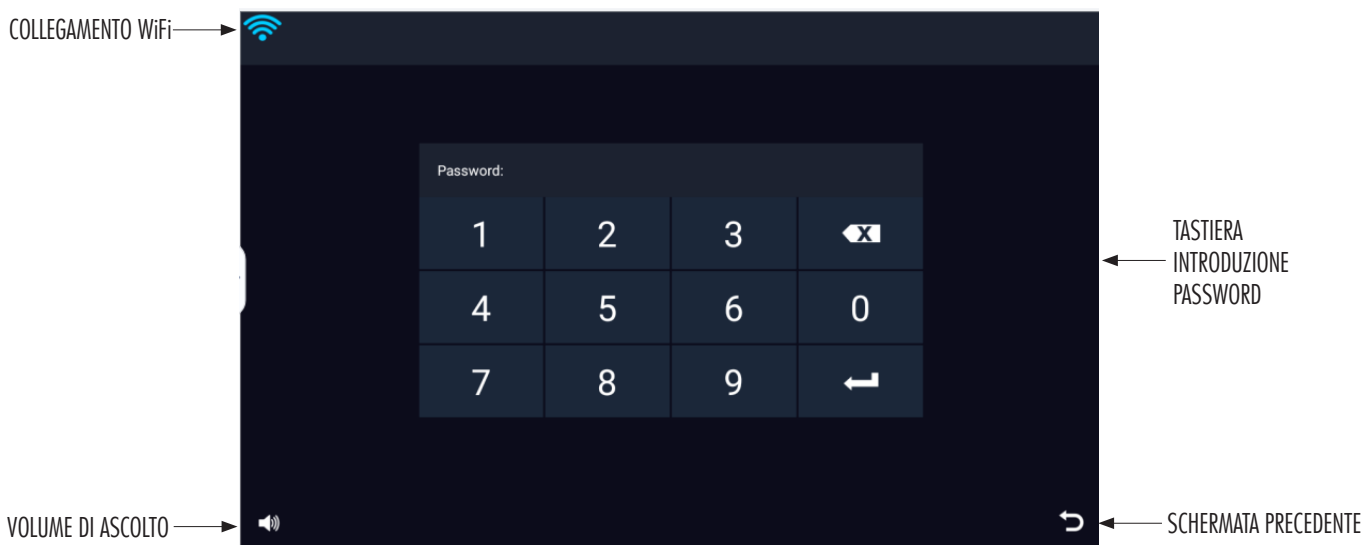 COLLEGAMENTO WiFi
Password:
1 2 3 X
4 5 6 0
7 8 9
TASTIERA
INTRODUZIONE
PASSWORD
VOLUME DI ASCOLTO
SCHERMATA PRECEDENTE